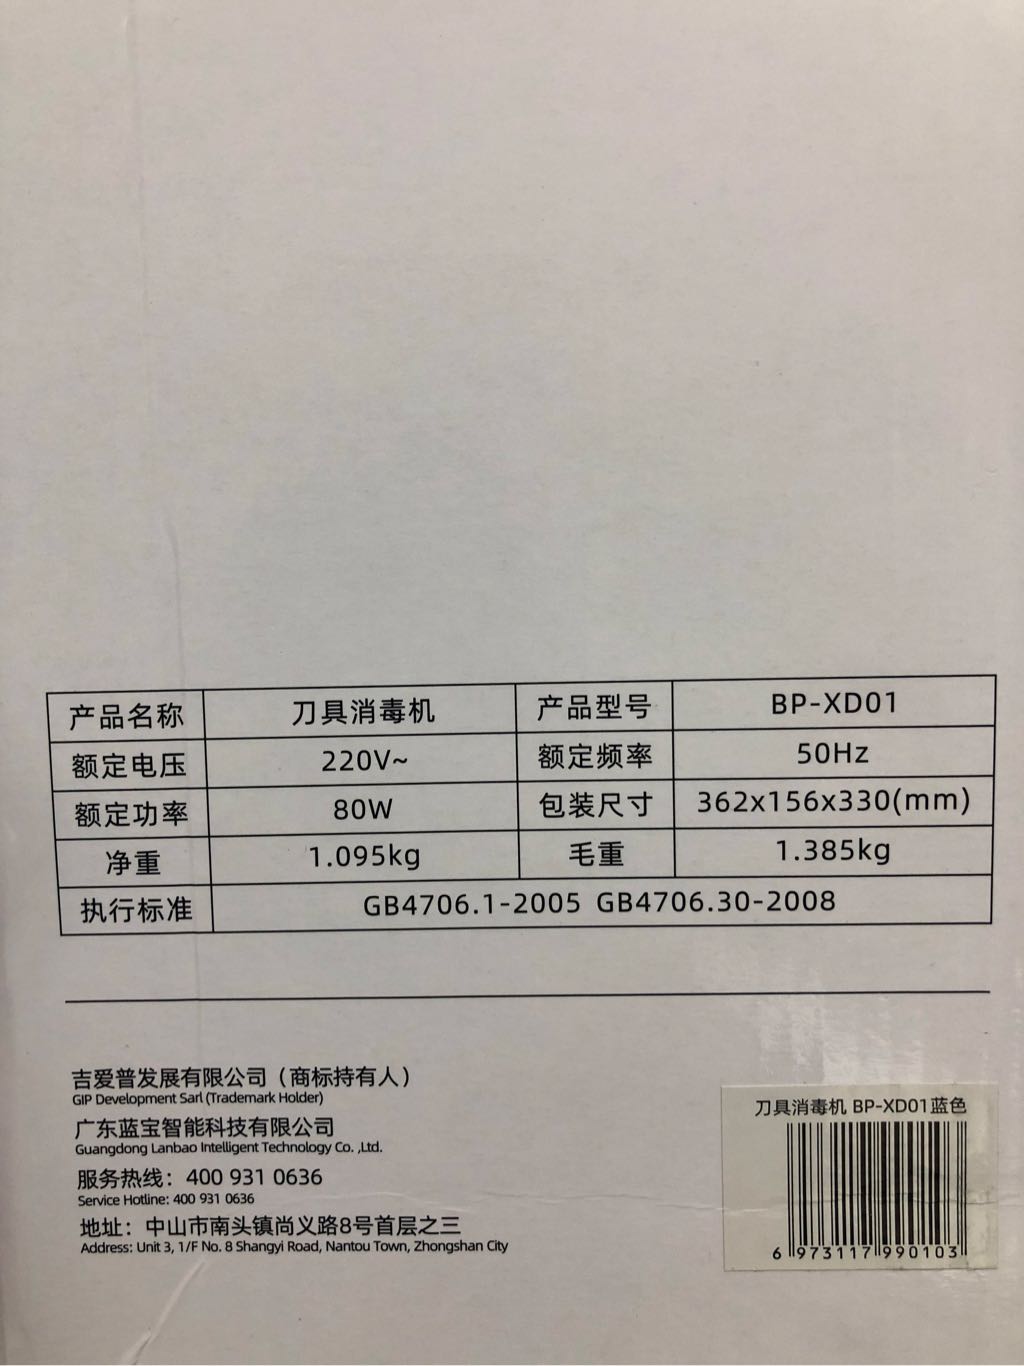 产品名称 刀具消毒机 产品型号 BP-XD01
额定电压 220V~ 额定频率 50Hz
额定功率 80W 包装尺寸 362x156x330(mm)
净重 1.095kg 毛重 1.385kg
执行标准 GB4706.1-2005 GB4706.30-2008
吉爱普发展有限公司（商标持有人）
GIP Development Sarl (Trademark Holder)
广东蓝宝智能科技有限公司
Guangdong Lanbao Intelligent Technology Co. ,Ltd.
服务热线：400 931 0636
Service Hotline: 400 931 0636
地址：中山市南头镇尚义路8号首层之三
Address: Unit 3, 1/F No. 8 Shangyi Road, Nantou Town, Zhongshan City
刀具消毒机 BP-XD01蓝色
6 973117 990103